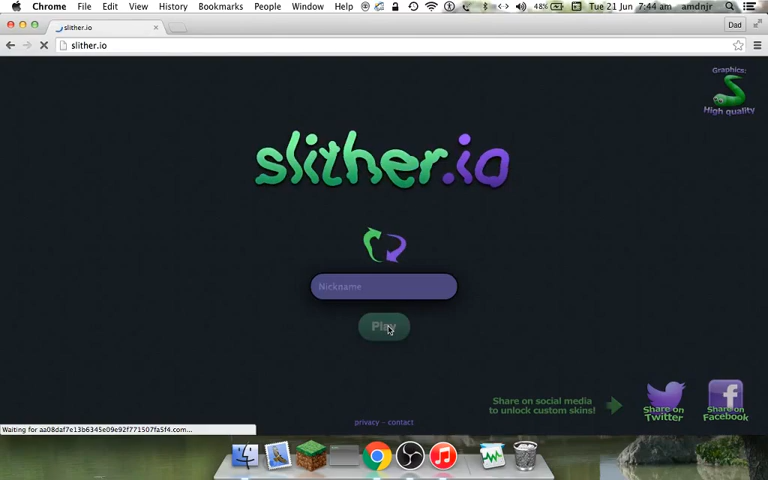 Chrome File Edit View History Bookmarks People Window Help 48% Tue 21 Jun 7:44 am amdnjr
slither.io
Dad
slither.io
Graphics:
High quality
slither.io
Nickname
Play
Share on social media
to unlock custom skins!
Share on
Twitter
Share on
Facebook
privacy - contact
Waiting for aa08daf7e13b6345e09e92f771507fa5f4.com...